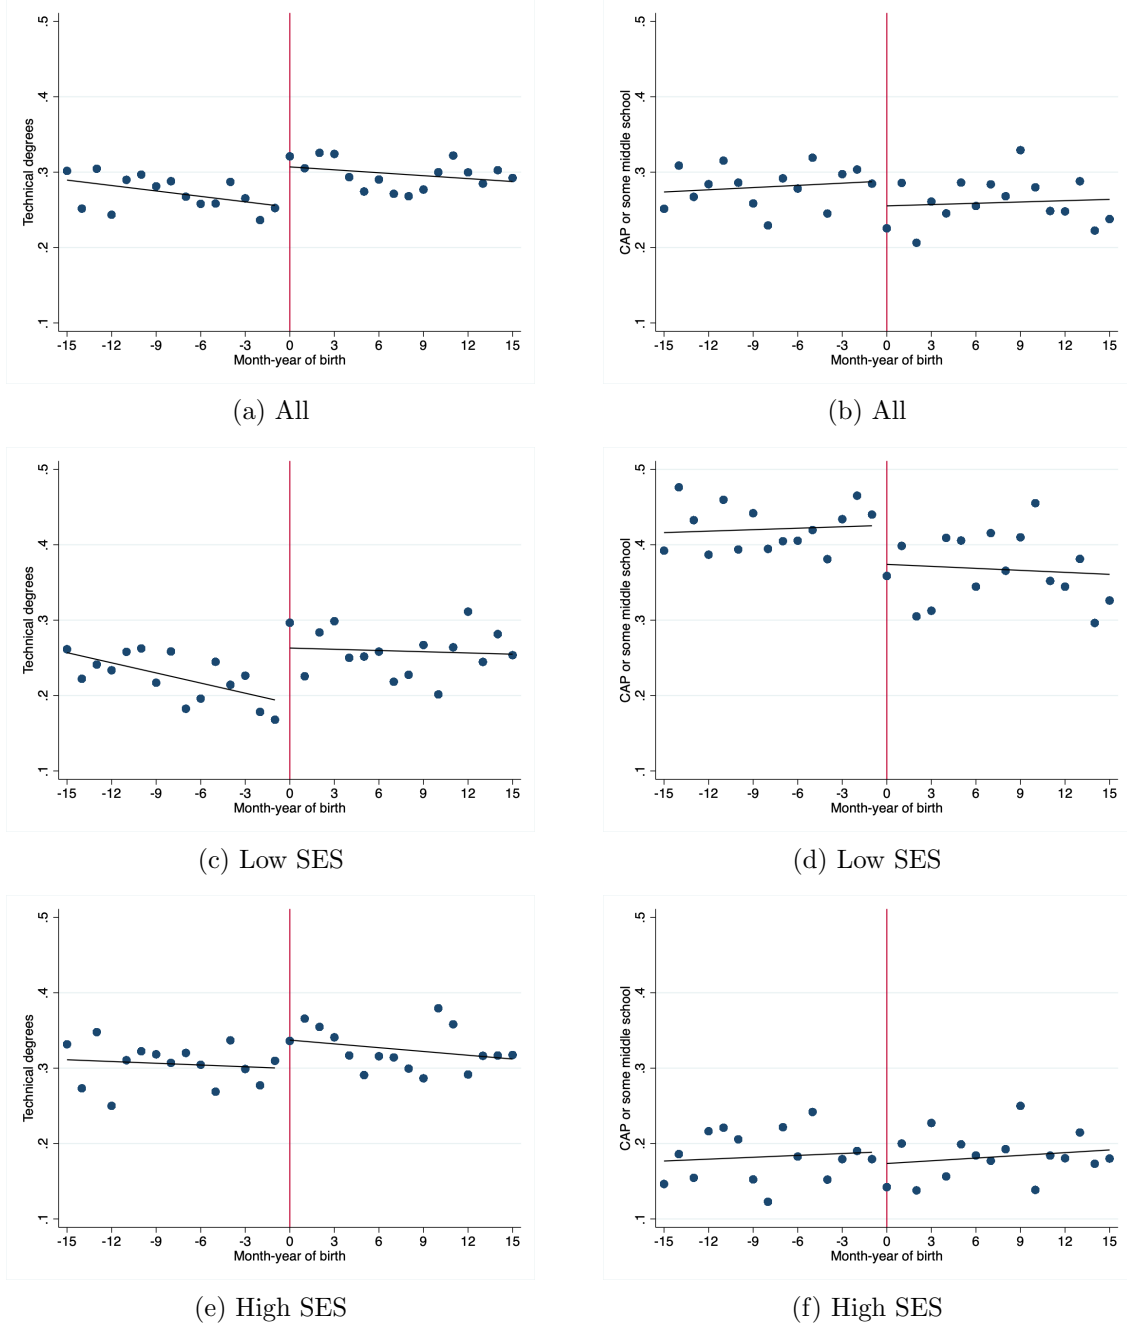 .5
.4
.3
.2
.1
Technical degrees
-15 -12 -9 -6 -3 0 3 6 9 12 15
Month-year of birth
(a) All
.5
.4
.3
.2
.1
CAP or some middle school
-15 -12 -9 -6 -3 0 3 6 9 12 15
Month-year of birth
(b) All
.5
.4
.3
.2
.1
Technical degrees
-15 -12 -9 -6 -3 0 3 6 9 12 15
Month-year of birth
(c) Low SES
.5
.4
.3
.2
.1
CAP or some middle school
-15 -12 -9 -6 -3 0 3 6 9 12 15
Month-year of birth
(d) Low SES
.5
.4
.3
.2
.1
Technical degrees
-15 -12 -9 -6 -3 0 3 6 9 12 15
Month-year of birth
(e) High SES
.5
.4
.3
.2
.1
CAP or some middle school
-15 -12 -9 -6 -3 0 3 6 9 12 15
Month-year of birth
(f) High SES